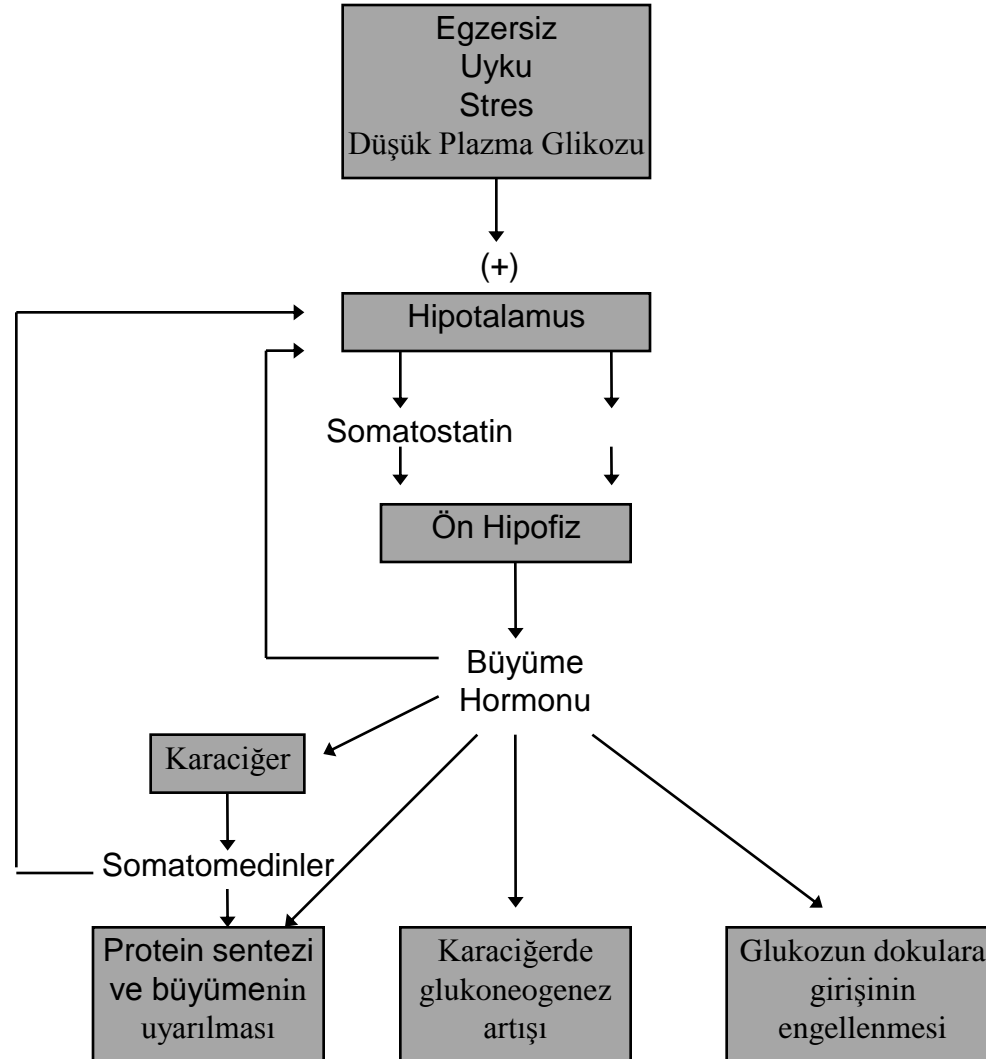 Egzersiz
Uyku
Stres
Düşük Plazma Glikozu
(+)
Hipotalamus
Somatostatin
Ön Hipofiz
Büyüme
Hormonu
Karaciğer
Somatomedinler
Protein sentezi
ve büyümenin
uyarılması
Karaciğerde
glukoneogenez
artışı
Glukozun dokulara
girişinin
engellenmesi